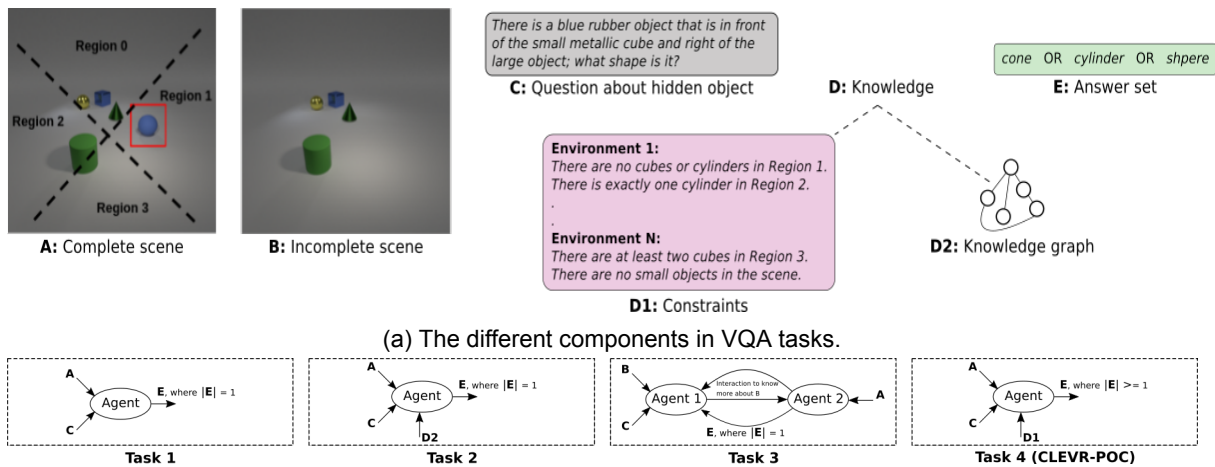 Region 0
Region 1
Region 2
Region 3
A: Complete scene
B: Incomplete scene
There is a blue rubber object that is in front
of the small metallic cube and right of the
large object; what shape is it?
C: Question about hidden object
D: Knowledge
cone OR cylinder OR shpere
E: Answer set
Environment 1:
There are no cubes or cylinders in Region 1.
There is exactly one cylinder in Region 2.
.
.
Environment N:
There are at least two cubes in Region 3.
There are no small objects in the scene.
D1: Constraints
D2: Knowledge graph
(a) The different components in VQA tasks.
A
C
Agent
E, where |E| = 1
Task 1
A
C
D2
Agent
E, where |E| = 1
Task 2
B
C
Agent 1
Interaction to know
more about B
Agent 2
A
E, where |E| = 1
Task 3
A
C
D1
Agent
E, where |E| >= 1
Task 4 (CLEVR-POC)